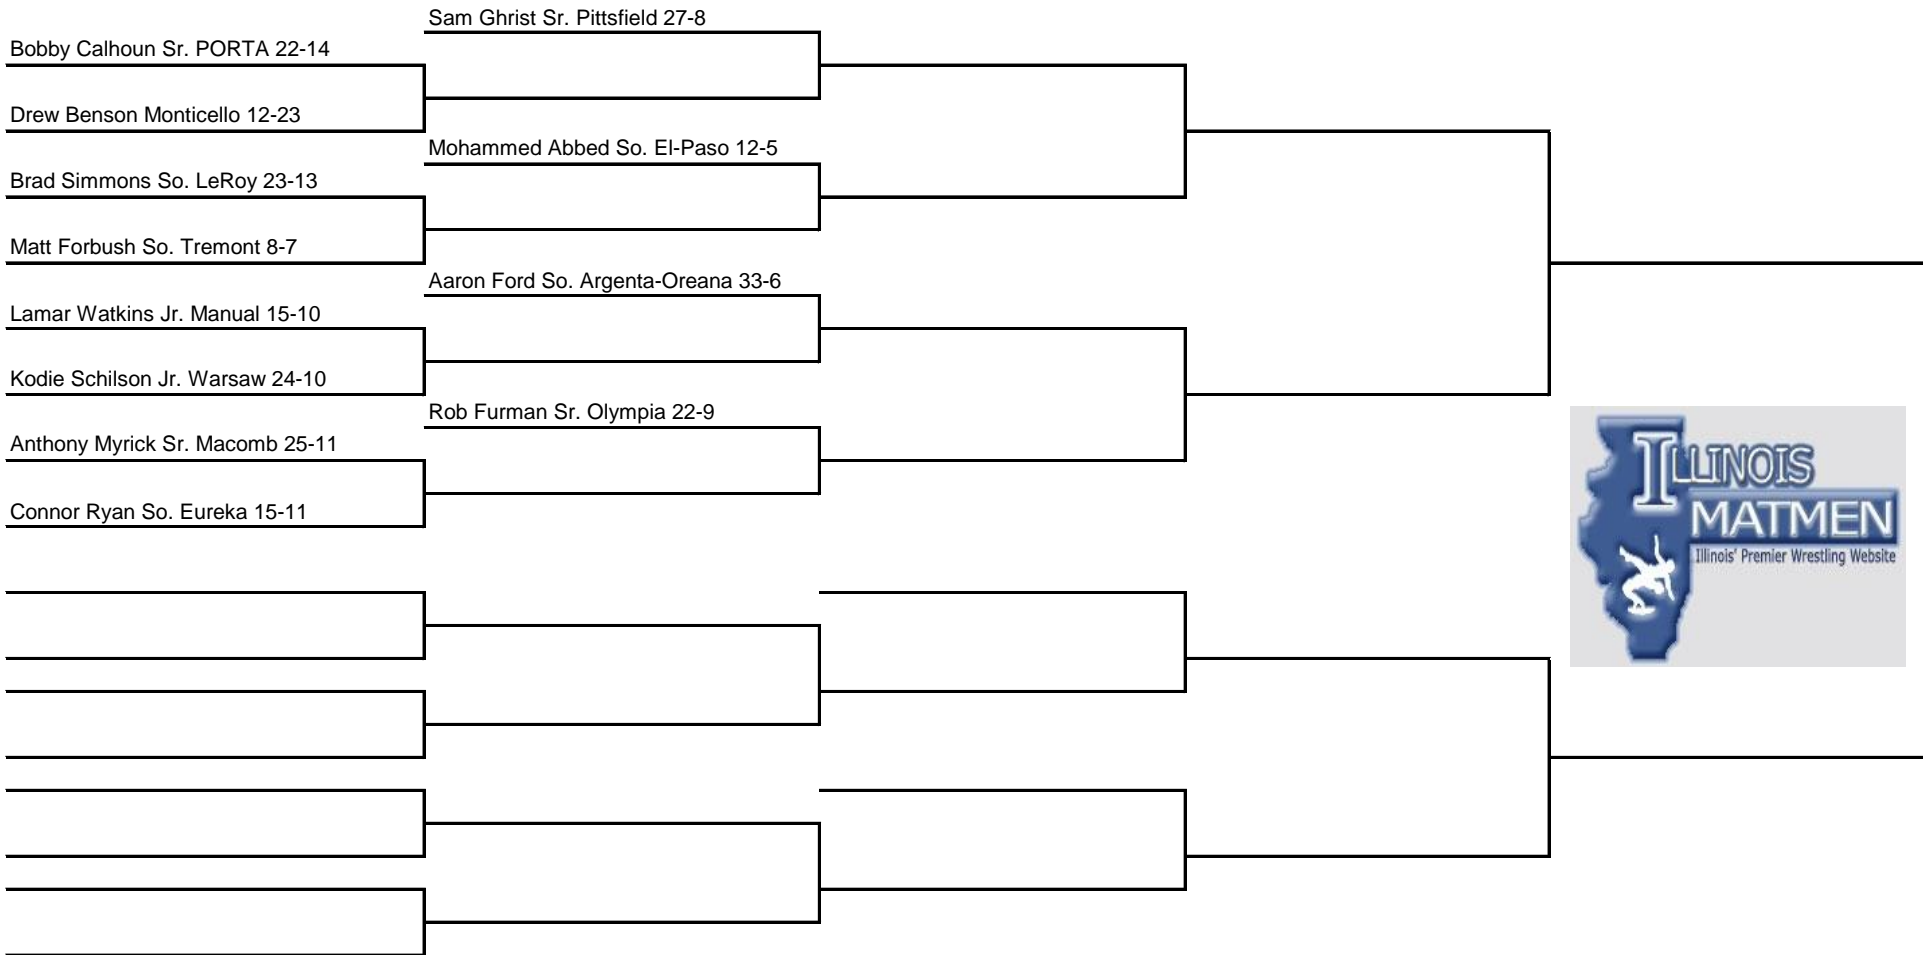 Sam Ghrist Sr. Pittsfield 27-8
Bobby Calhoun Sr. PORTA 22-14
Drew Benson Monticello 12-23
Mohammed Abbed So. El-Paso 12-5
Brad Simmons So. LeRoy 23-13
Matt Forbush So. Tremont 8-7
Aaron Ford So. Argenta-Oreana 33-6
Lamar Watkins Jr. Manual 15-10
Kodie Schilson Jr. Warsaw 24-10
Rob Furman Sr. Olympia 22-9
Anthony Myrick Sr. Macomb 25-11
Connor Ryan So. Eureka 15-11
ILLINOIS
MATMEN
Illinois' Premier Wrestling Website